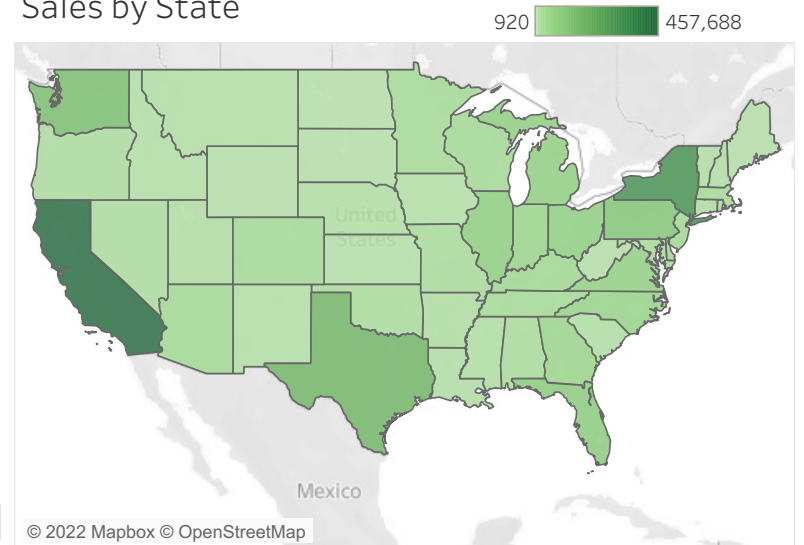 Sales by State
920 457,688
United
States
Mexico
© 2022 Mapbox © OpenStreetMap